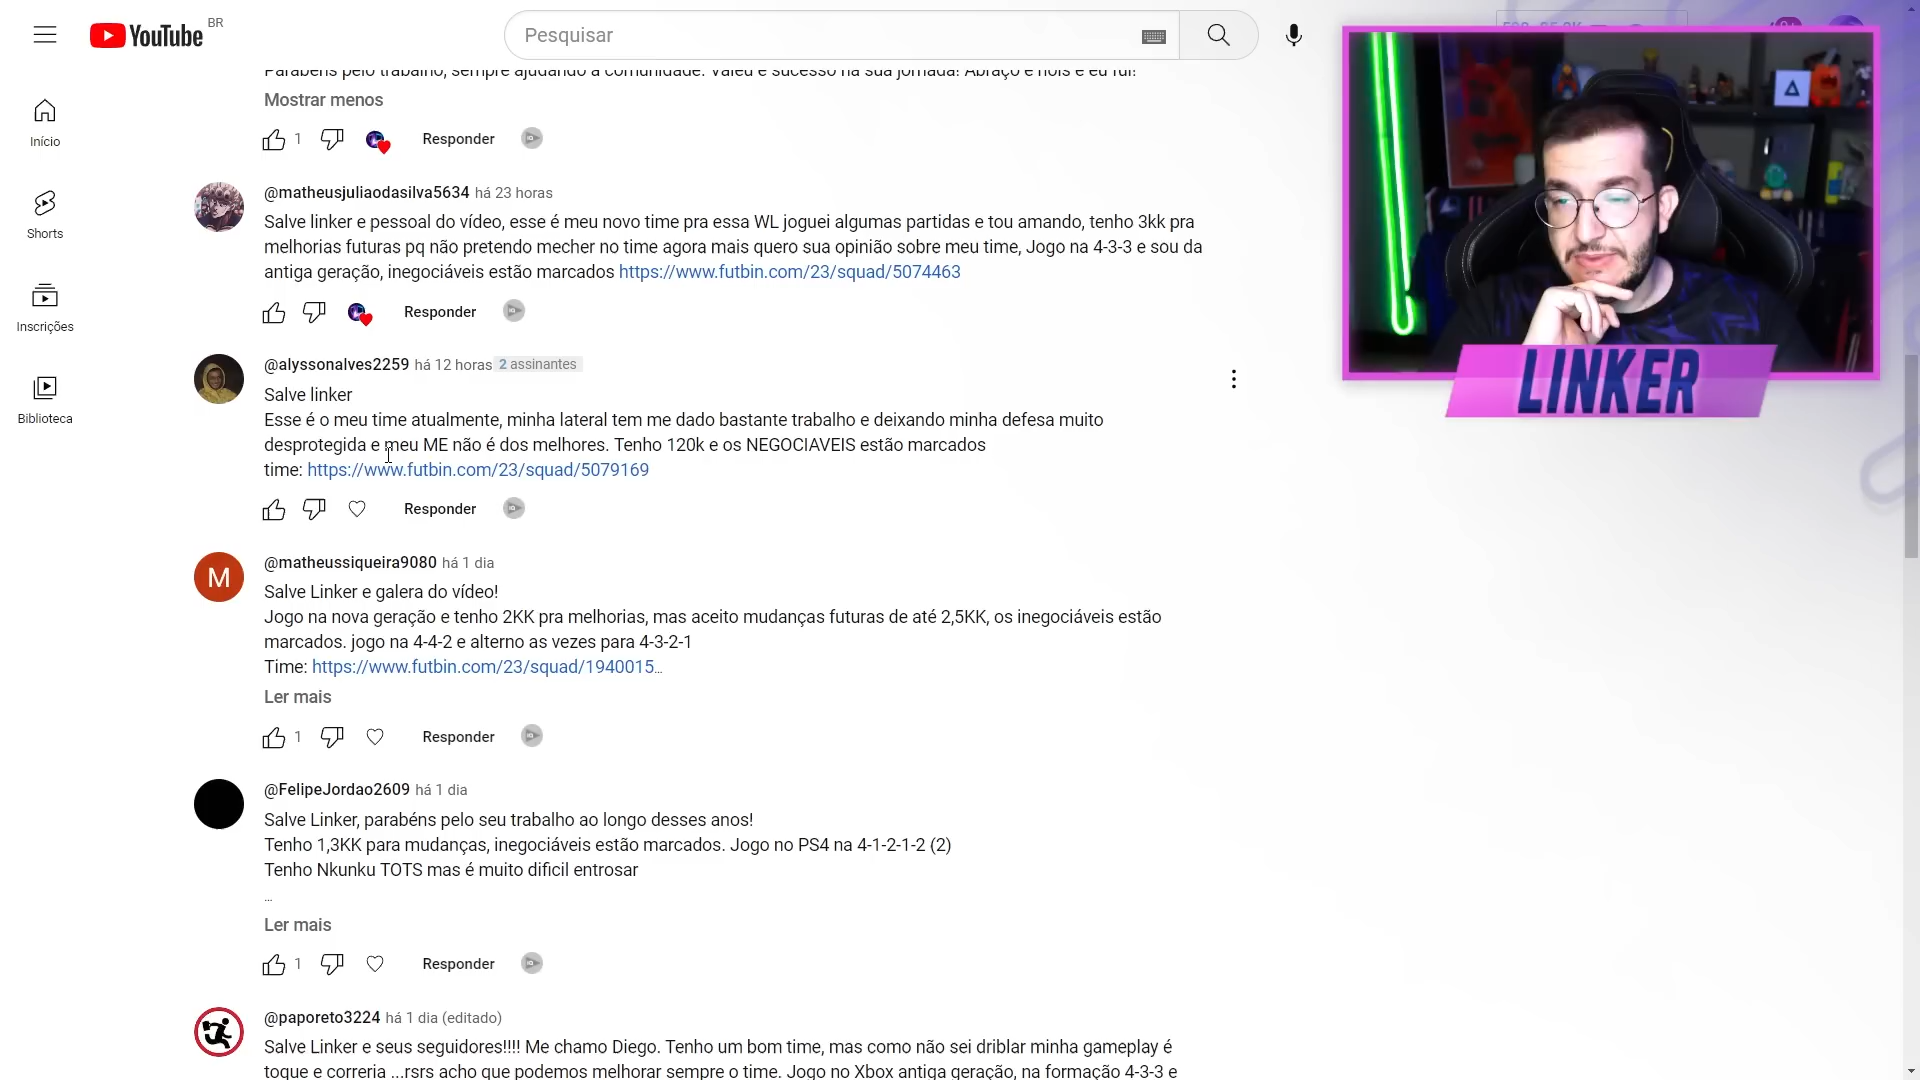 YouTube BR
Pesquisar
Início
Shorts
Inscrições
Biblioteca
Parabéns pelo trabalho, sempre ajudando a comunidade. Valeu e sucesso na sua jornada! Abraço e nois e eu fui!
Mostrar menos
1 Responder
@matheusjuliaodasilva5634 há 23 horas
Salve linker e pessoal do vídeo, esse é meu novo time pra essa WL joguei algumas partidas e tou amando, tenho 3kk pra
melhorias futuras pq não pretendo mecher no time agora mais quero sua opinião sobre meu time, Jogo na 4-3-3 e sou da
antiga geração, inegociáveis estão marcados https://www.futbin.com/23/squad/5074463
Responder
@alyssonalves2259 há 12 horas 2 assinantes
Salve linker
Esse é o meu time atualmente, minha lateral tem me dado bastante trabalho e deixando minha defesa muito
desprotegida e meu ME não é dos melhores. Tenho 120k e os NEGOCIAVEIS estão marcados
time: https://www.futbin.com/23/squad/5079169
Responder
M
@matheussiqueira9080 há 1 dia
Salve Linker e galera do vídeo!
Jogo na nova geração e tenho 2KK pra melhorias, mas aceito mudanças futuras de até 2,5KK, os inegociáveis estão
marcados. jogo na 4-4-2 e alterno as vezes para 4-3-2-1
Time: https://www.futbin.com/23/squad/1940015...
Ler mais
1 Responder
@FelipeJordao2609 há 1 dia
Salve Linker, parabéns pelo seu trabalho ao longo desses anos!
Tenho 1,3KK para mudanças, inegociáveis estão marcados. Jogo no PS4 na 4-1-2-1-2 (2)
Tenho Nkunku TOTS mas é muito dificil entrosar
...
Ler mais
1 Responder
@paporeto3224 há 1 dia (editado)
Salve Linker e seus seguidores!!!! Me chamo Diego. Tenho um bom time, mas como não sei driblar minha gameplay é
toque e correria ...rsrs acho que podemos melhorar sempre o time. Jogo no Xbox antiga geração, na formação 4-3-3 e
LINKER